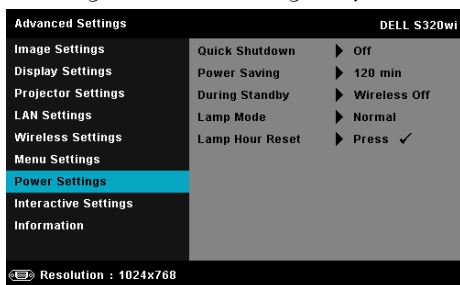 Advanced Settings DELL S320wi
Image Settings Quick Shutdown Off
Display Settings Power Saving 120 min
Projector Settings During Standby Wireless Off
LAN Settings Lamp Mode Normal
Wireless Settings Lamp Hour Reset Press ✓
Menu Settings
Power Settings
Interactive Settings
Information
Resolution : 1024x768